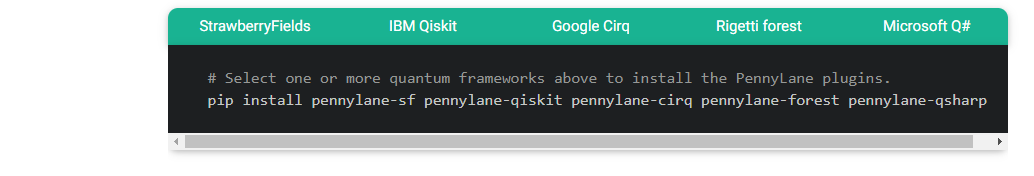 StrawberryFields IBM Qiskit Google Cirq Rigetti forest Microsoft Q#
# Select one or more quantum frameworks above to install the PennyLane plugins.
pip install pennylane-sf pennylane-qiskit pennylane-cirq pennylane-forest pennylane-qsharp